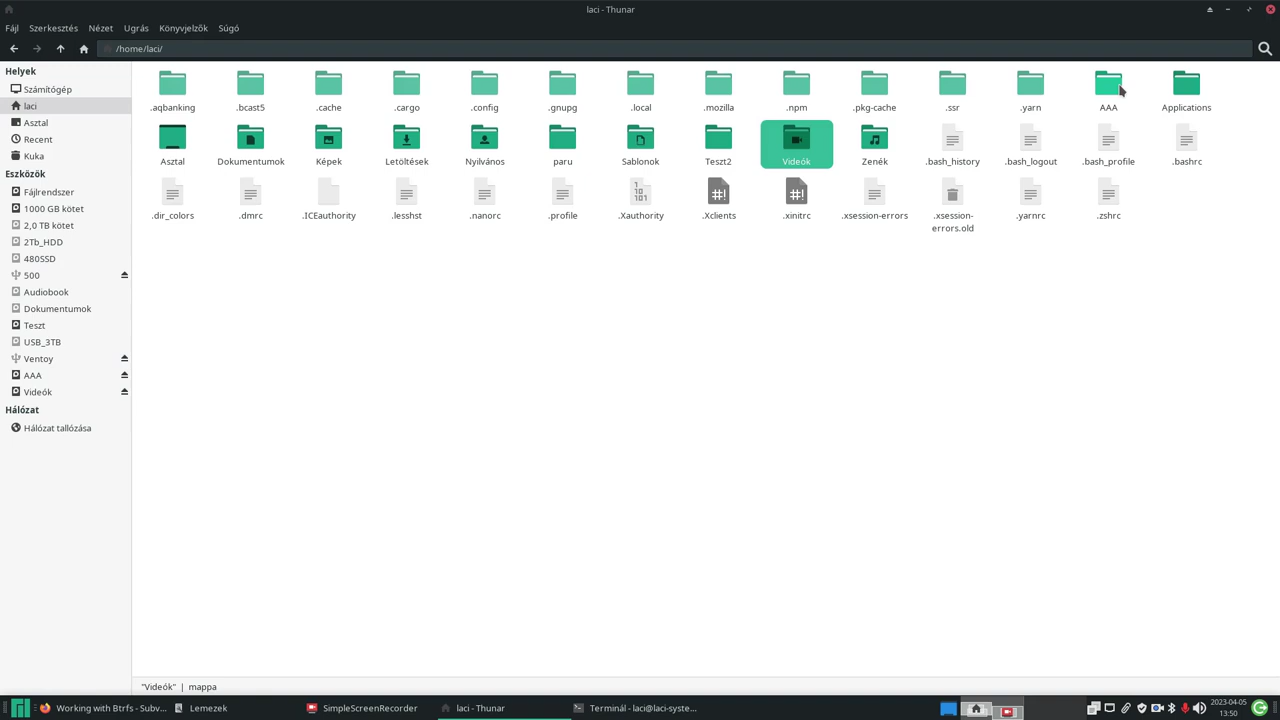 laci - Thunar
Fájl Szerkesztés Nézet Ugrás Könyvjelzők Súgó
/home/laci/
Helyek
Számítógép
laci
Asztal
Recent
Kuka
Eszközök
Fájlrendszer
1000 GB kötet
2,0 TB kötet
2Tb_HDD
480SSD
500
Audiobook
Dokumentumok
Teszt
USB_3TB
Ventoy
AAA
Videók
Hálózat
Hálózat tallózása
.aqbanking .bcast5 .cache .cargo .config .gnupg .local .mozilla .npm .pkg-cache .ssr .yarn AAA Applications
Asztal Dokumentumok Képek Letöltések Nyilvános paru Sablonok Teszt2 Videók Zenék .bash_history .bash_logout .bash_profile .bashrc
.dir_colors .dmrc .ICEauthority .lesshst .nanorc .profile .Xauthority .Xclients .xinitrc .xsession-errors .xsession-errors.old .yarnrc .zshrc
"Videók" | mappa
Working with Btrfs - Subv... Lemezek SimpleScreenRecorder laci - Thunar Terminál - laci@laci-syste...
2023-04-05
13:50